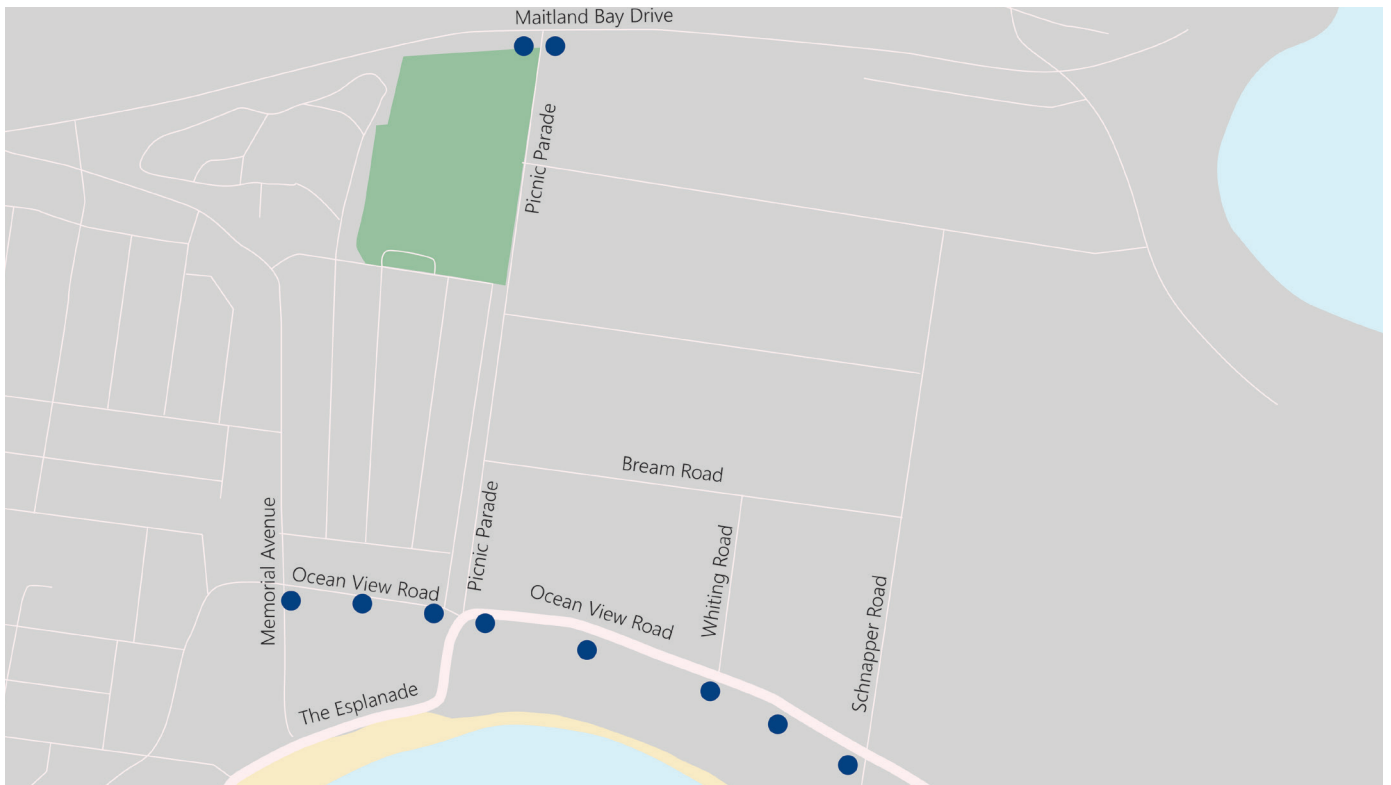 Maitland Bay Drive
Picnic Parade
Bream Road
Memorial Avenue
Picnic Parade
Whiting Road
Ocean View Road
Ocean View Road
Schnapper Road
The Esplanade